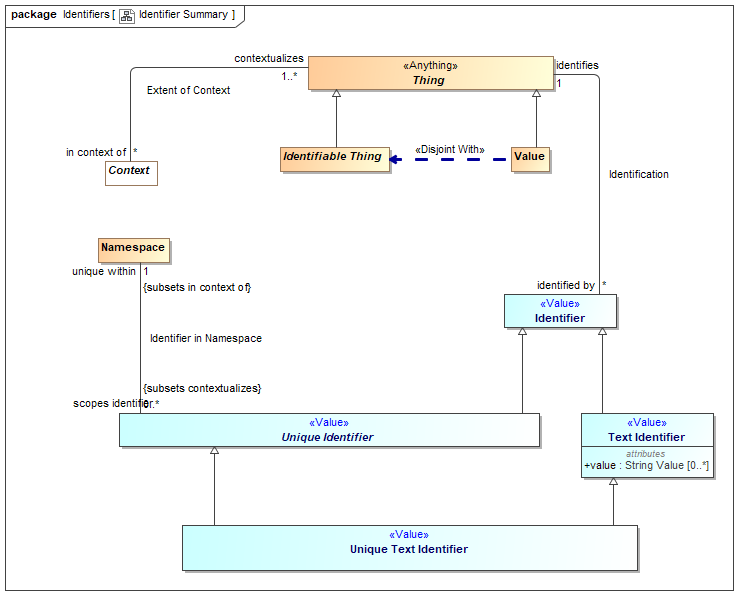 package Identifiers [ Identifier Summary ]
contextualizes
«Anything»
Thing
identifies
1..*
1
Extent of Context
in context of *
Context
Identifiable Thing
«Disjoint With»
Value
Identification
Namespace
unique within 1
{subsets in context of}
identified by *
«Value»
Identifier
Identifier in Namespace
{subsets contextualizes}
scopes identifier
0..*
«Value»
Unique Identifier
«Value»
Text Identifier
attributes
+value : String Value [0..*]
«Value»
Unique Text Identifier